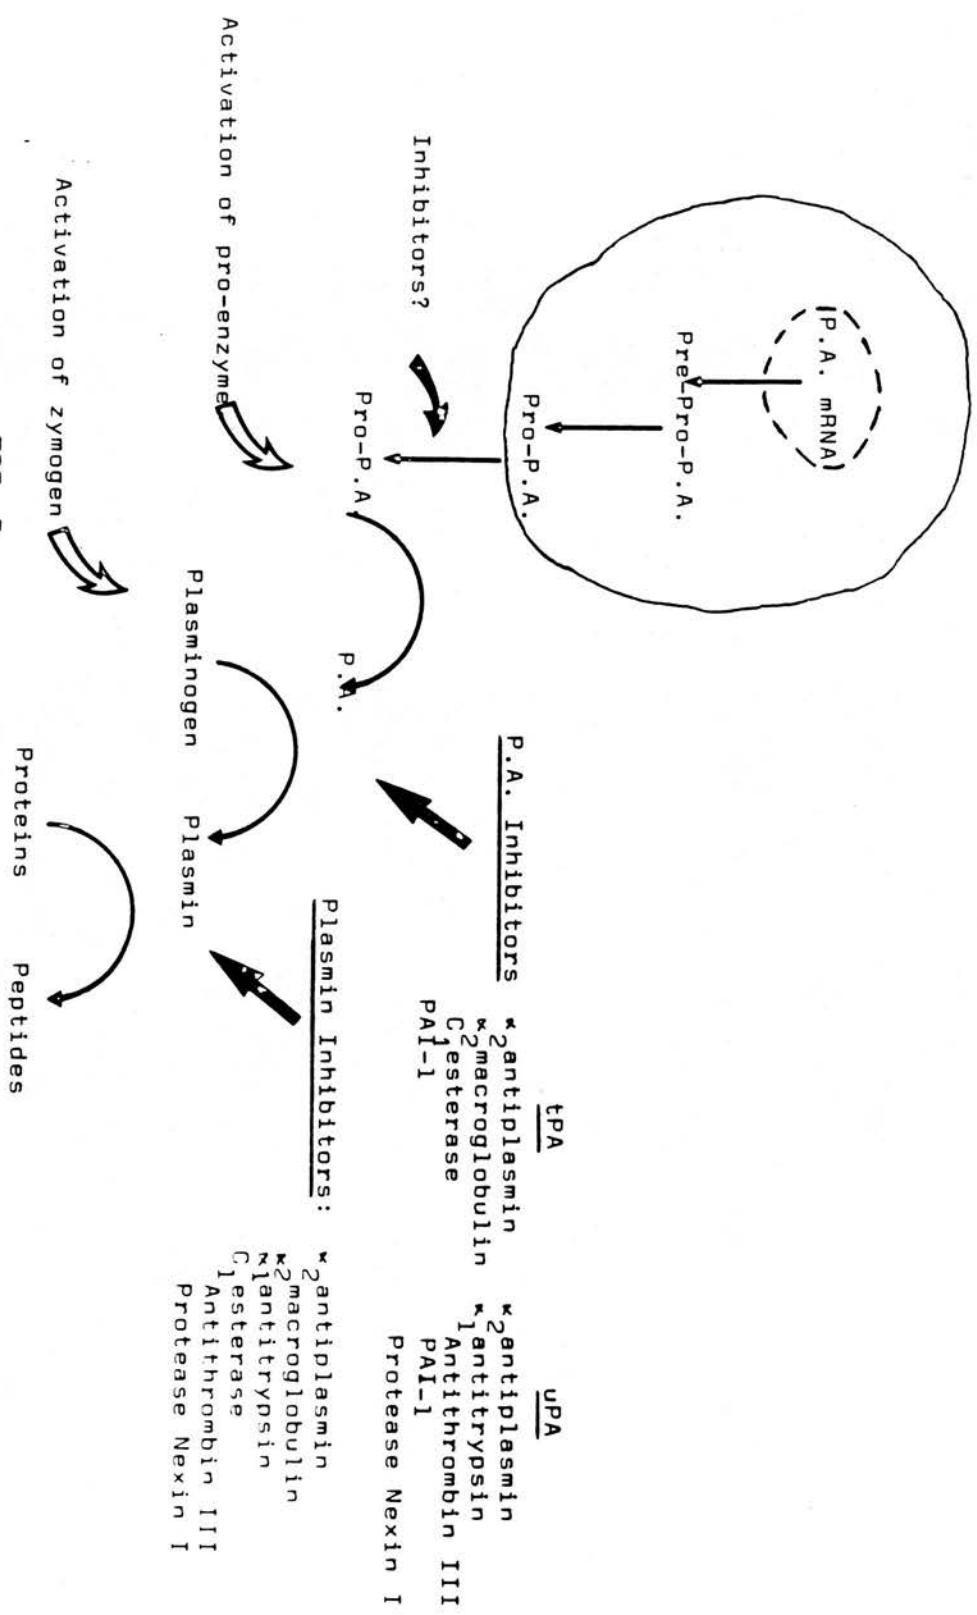 P.A. mRNA
Pre-Pro-P.A.
Pro-P.A.
Inhibitors?
Pro-P.A.
P.A.
Activation of pro-enzyme
P.A. Inhibitors
tPA
α2antiplasmin
α2macroglobulin
C1esterase
PAI-1
uPA
α2antiplasmin
α1antitrypsin
Antithrombin III
PAI-1
Protease Nexin I
Plasminogen
Plasmin
Activation of zymogen
Plasmin Inhibitors:
α2antiplasmin
α2macroglobulin
α1antitrypsin
C1esterase
Antithrombin III
Protease Nexin I
Proteins
Peptides